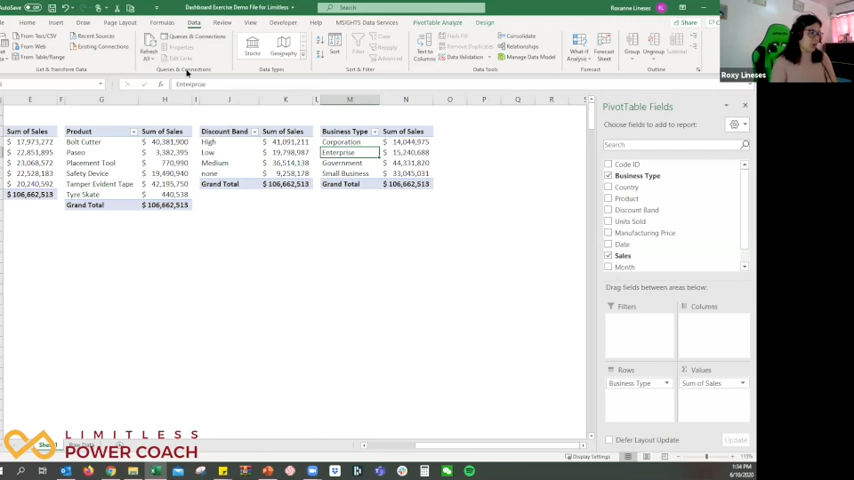 AutoSave Off
Dashboard Exercise Demo File for Limitless
Search
Roxanne Lineses
RL
Home Insert Draw Page Layout Formulas Data Review View Developer Help MSIGHTS Data Services PivotTable Analyze Design
Share
From Text/CSV Recent Sources
From Web Existing Connections
From Table/Range
Get & Transform Data
Refresh All
Queries & Connections
Properties
Edit Links
Queries & Connections
Stocks Geography
Data Types
Sort Filter
Clear
Reapply
Advanced
Sort & Filter
Text to Columns
Flash Fill Consolidate
Remove Duplicates Relationships
Data Validation Manage Data Model
Data Tools
What-If Analysis Forecast Sheet
Forecast
Group Ungroup Subtotal
Outline
Enterprise
E F G H I J K L M N O P Q R S
Sum of Sales Product Sum of Sales Discount Band Sum of Sales Business Type Sum of Sales
$ 17,973,272 Bolt Cutter $ 40,381,900 High $ 41,091,211 Corporation $ 14,044,975
$ 22,851,895 Paseo $ 3,382,395 Low $ 19,798,987 Enterprise $ 15,240,688
$ 23,068,572 Placement Tool $ 770,990 Medium $ 36,514,138 Government $ 44,331,820
$ 22,528,183 Safety Device $ 19,490,940 none $ 9,258,178 Small Business $ 33,045,031
$ 20,240,592 Tamper Evident Tape $ 42,195,750 Grand Total $ 106,662,513 Grand Total $ 106,662,513
$ 106,662,513 Tyre Skate $ 440,538
Grand Total $ 106,662,513
PivotTable Fields
Choose fields to add to report:
Search
Code ID
Business Type
Country
Product
Discount Band
Units Sold
Manufacturing Price
Date
Sales
Month
Drag fields between areas below:
Filters Columns
Rows Values
Business Type Sum of Sales
Defer Layout Update Update
Roxy Lineses
LIMITLESS
POWER COACH
Sheet1 Raw Data
Display Settings
115%
1:34 PM
6/10/2020